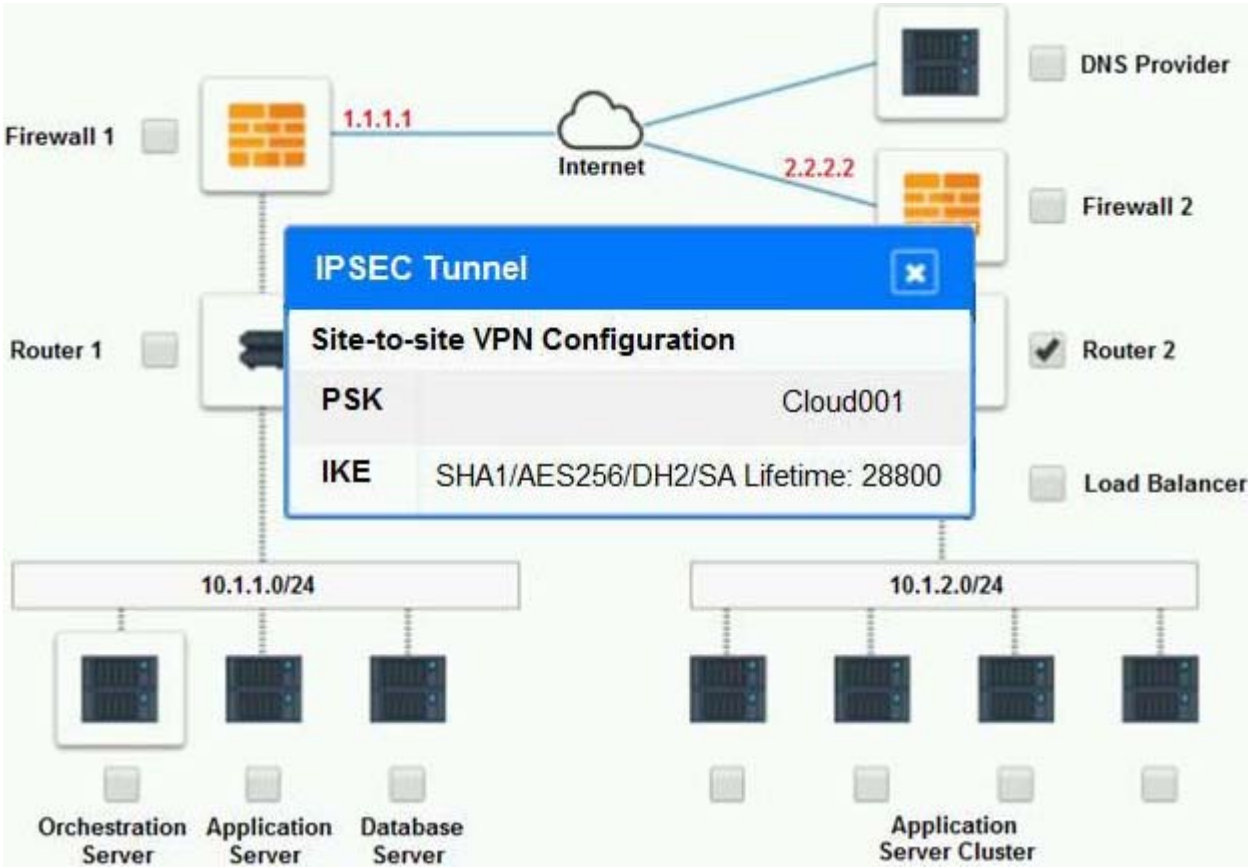 DNS Provider
Firewall 1
1.1.1.1
Internet
2.2.2.2
Firewall 2
IPSEC Tunnel
Site-to-site VPN Configuration
Router 1
Router 2
PSK Cloud001
IKE SHA1/AES256/DH2/SA Lifetime: 28800
Load Balancer
10.1.1.0/24
10.1.2.0/24
Orchestration
Server
Application
Server
Database
Server
Application
Server Cluster